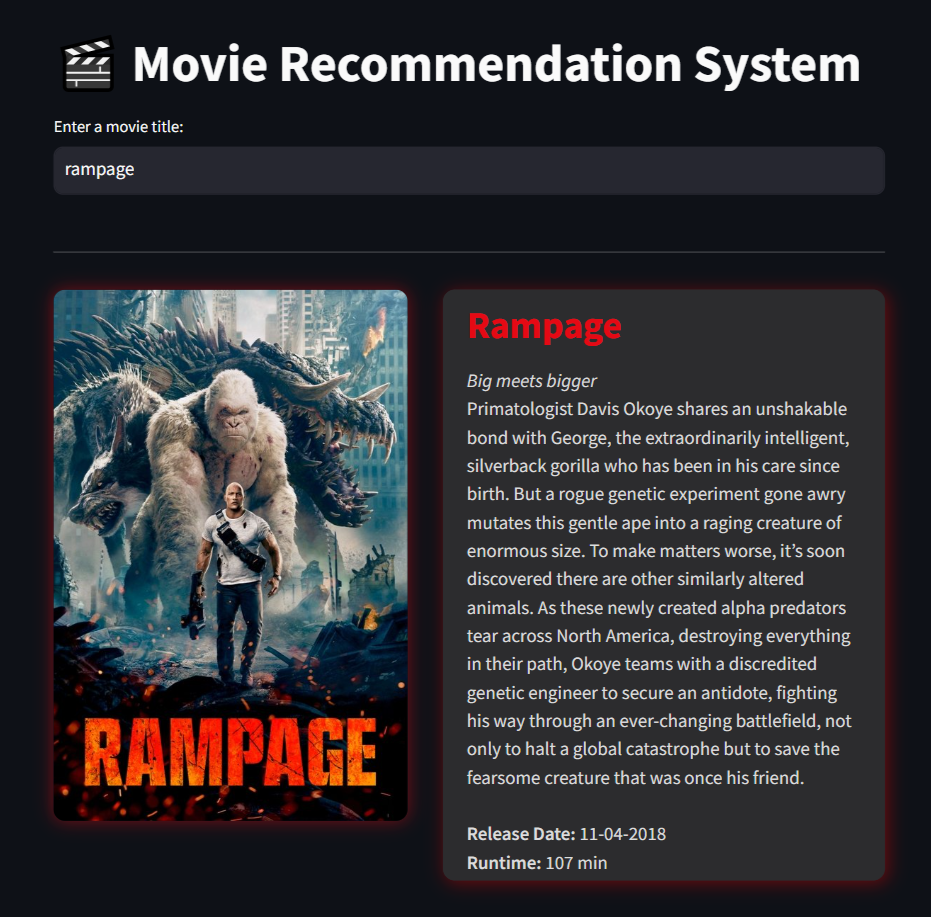 Movie Recommendation System
Enter a movie title:
rampage
RAMPAGE
Rampage
Big meets bigger
Primatologist Davis Okoye shares an unshakable
bond with George, the extraordinarily intelligent,
silverback gorilla who has been in his care since
birth. But a rogue genetic experiment gone awry
mutates this gentle ape into a raging creature of
enormous size. To make matters worse, it’s soon
discovered there are other similarly altered
animals. As these newly created alpha predators
tear across North America, destroying everything
in their path, Okoye teams with a discredited
genetic engineer to secure an antidote, fighting
his way through an ever-changing battlefield, not
only to halt a global catastrophe but to save the
fearsome creature that was once his friend.
Release Date: 11-04-2018
Runtime: 107 min